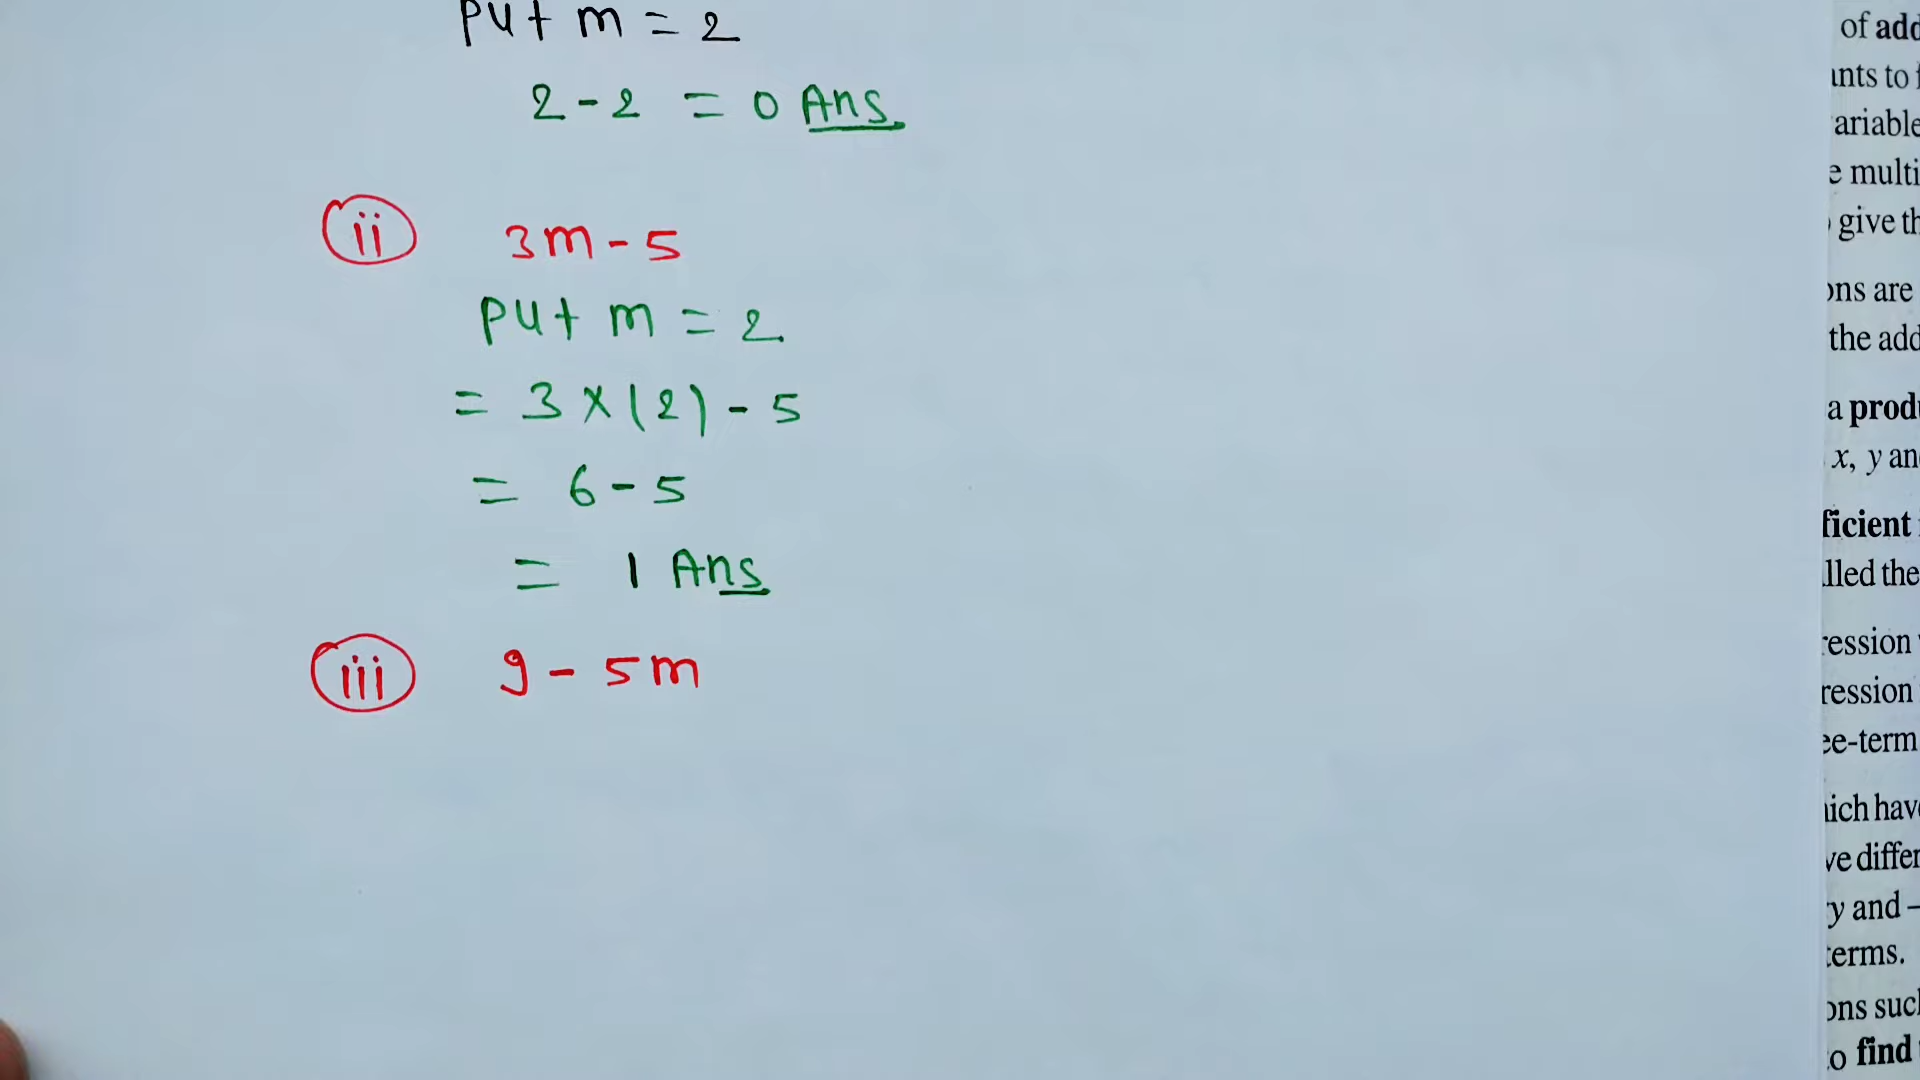 put m = 2
2 - 2 = 0 Ans.
ii 3m - 5
put m = 2
= 3 × (2) - 5
= 6 - 5
= 1 Ans
iii 9 - 5m
of add
ants to f
ariable
e multi
give th
ons are
the add
a produ
x, y an
ficient
lled the
ession
ression
ee-term
hich have
ve differ
y and –
terms.
ons such
o find